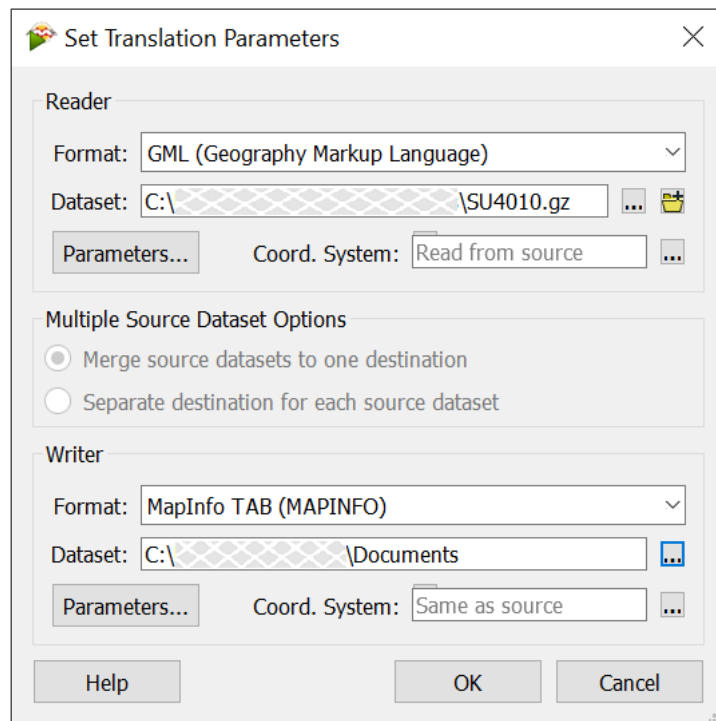 Set Translation Parameters
Reader
Format: GML (Geography Markup Language)
Dataset: C:\ \SU4010.gz ...
Parameters... Coord. System: Read from source ...
Multiple Source Dataset Options
Merge source datasets to one destination
Separate destination for each source dataset
Writer
Format: MapInfo TAB (MAPINFO)
Dataset: C:\ \Documents ...
Parameters... Coord. System: Same as source ...
Help OK Cancel